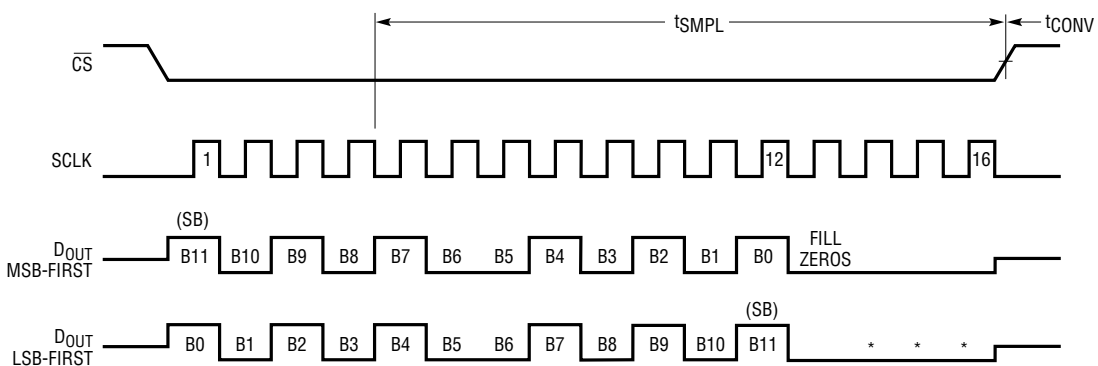 tSMPL
tCONV
CS
SCLK
1
12
16
(SB)
DOUT
MSB-FIRST
B11 B10 B9 B8 B7 B6 B5 B4 B3 B2 B1 B0
FILL
ZEROS
(SB)
DOUT
LSB-FIRST
B0 B1 B2 B3 B4 B5 B6 B7 B8 B9 B10 B11 * * *